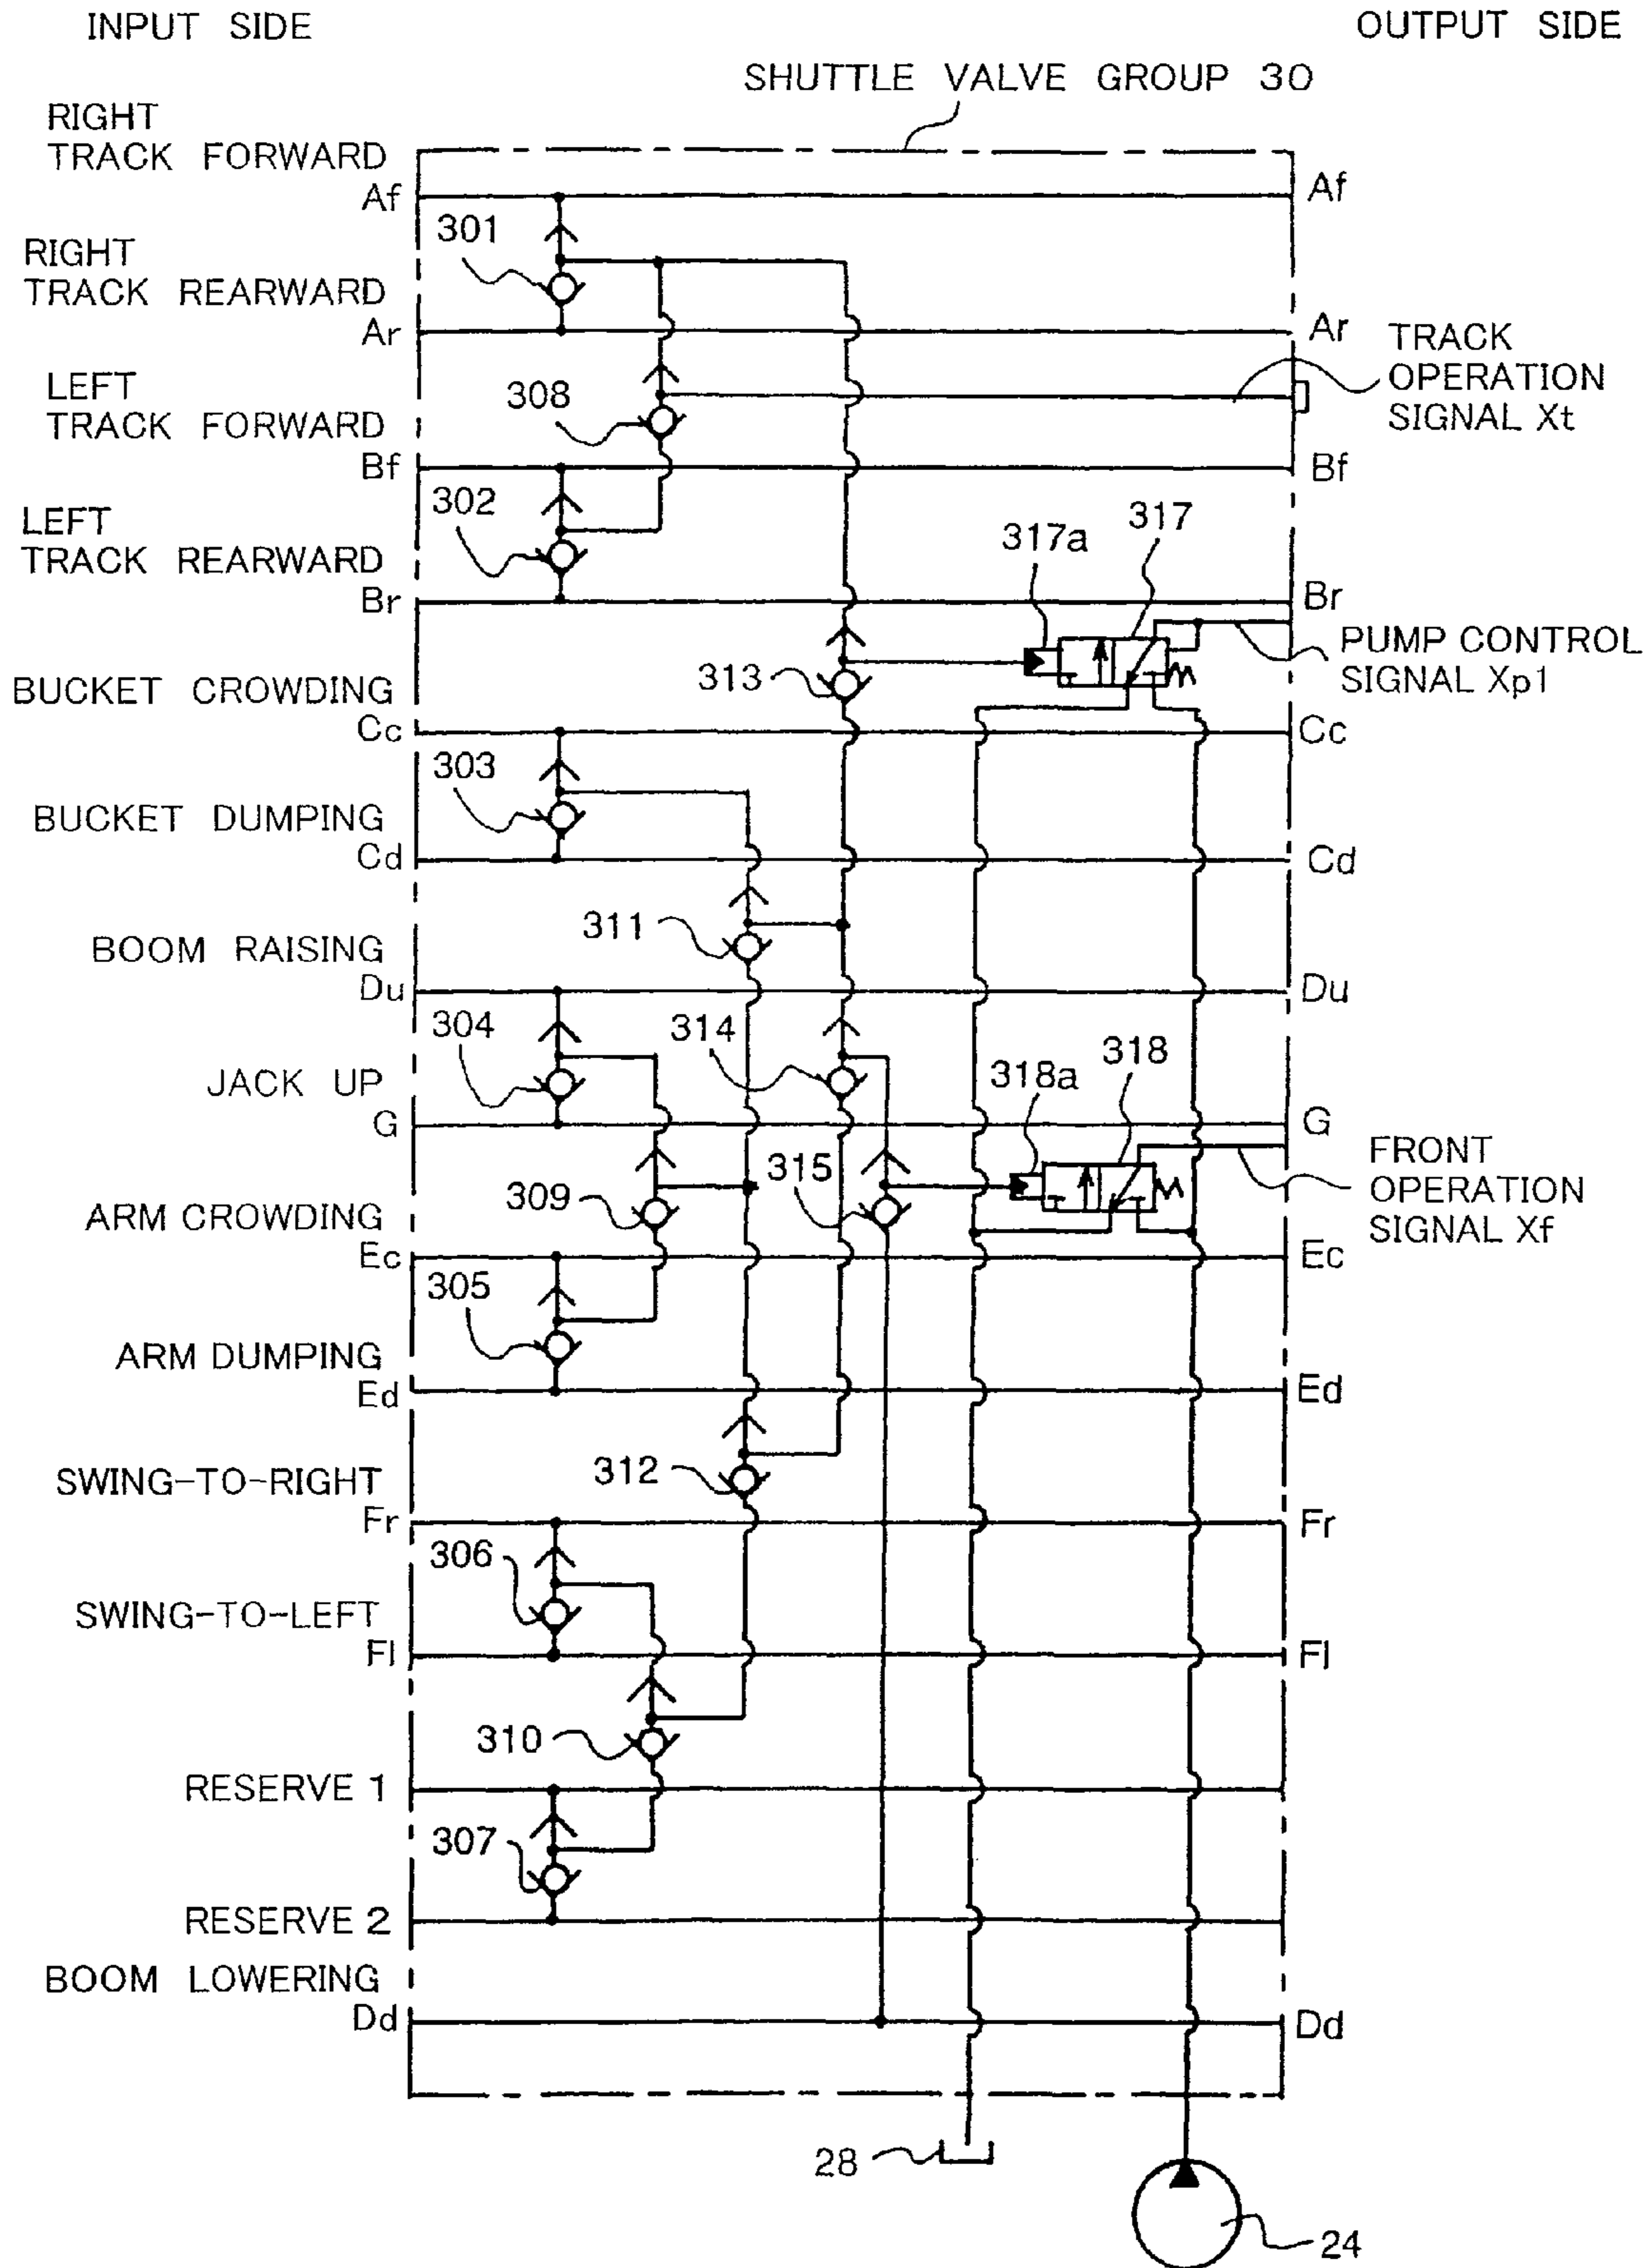 INPUT SIDE
OUTPUT SIDE
SHUTTLE VALVE GROUP 30
RIGHT
TRACK FORWARD
Af
Af
301
RIGHT
TRACK REARWARD
Ar
Ar
TRACK
OPERATION
SIGNAL Xt
LEFT
TRACK FORWARD
308
Bf
Bf
302
LEFT
TRACK REARWARD
317a
317
Br
Br
PUMP CONTROL
SIGNAL Xp1
313
BUCKET CROWDING
Cc
Cc
303
BUCKET DUMPING
Cd
Cd
311
BOOM RAISING
Du
Du
304
314
318a
318
JACK UP
G
G
FRONT
OPERATION
SIGNAL Xf
315
309
ARM CROWDING
Ec
Ec
305
ARM DUMPING
Ed
Ed
312
SWING-TO-RIGHT
Fr
Fr
306
SWING-TO-LEFT
Fl
Fl
310
RESERVE 1
307
RESERVE 2
BOOM LOWERING
Dd
Dd
28
24